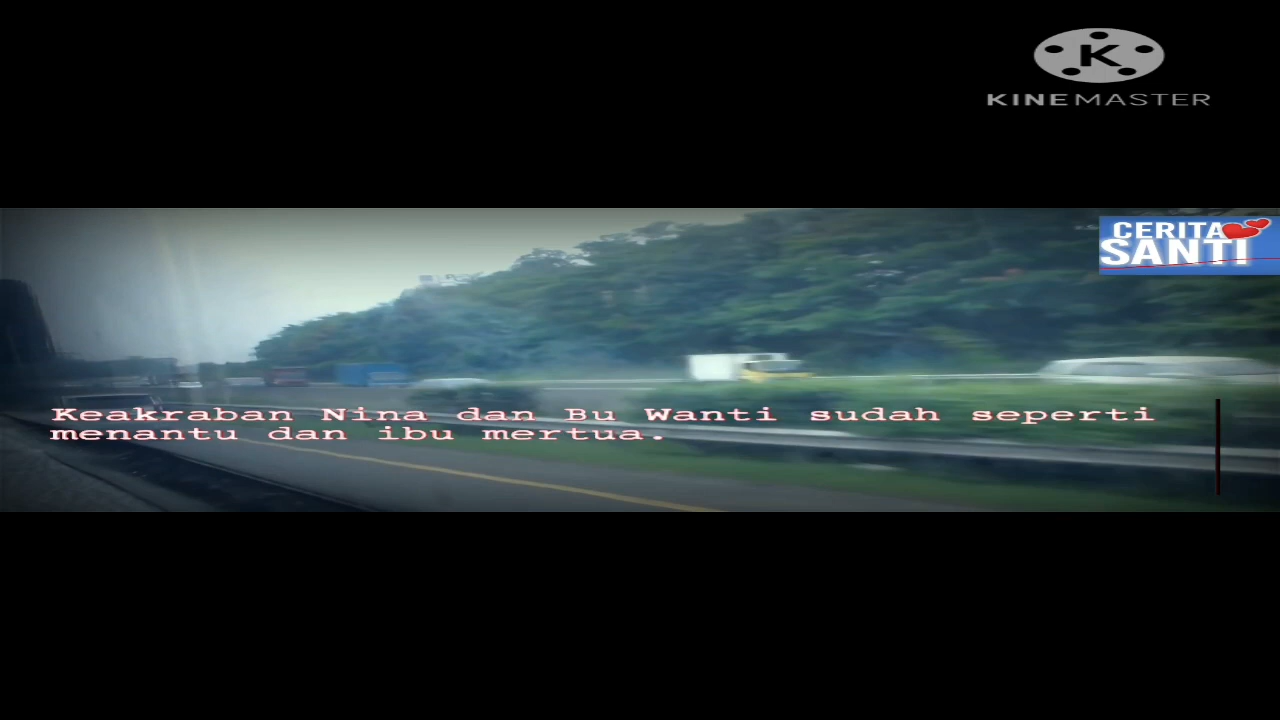 K
KINEMASTER
CERITA
SANTI
Keakraban Nina dan Bu Wanti sudah seperti
menantu dan ibu mertua.